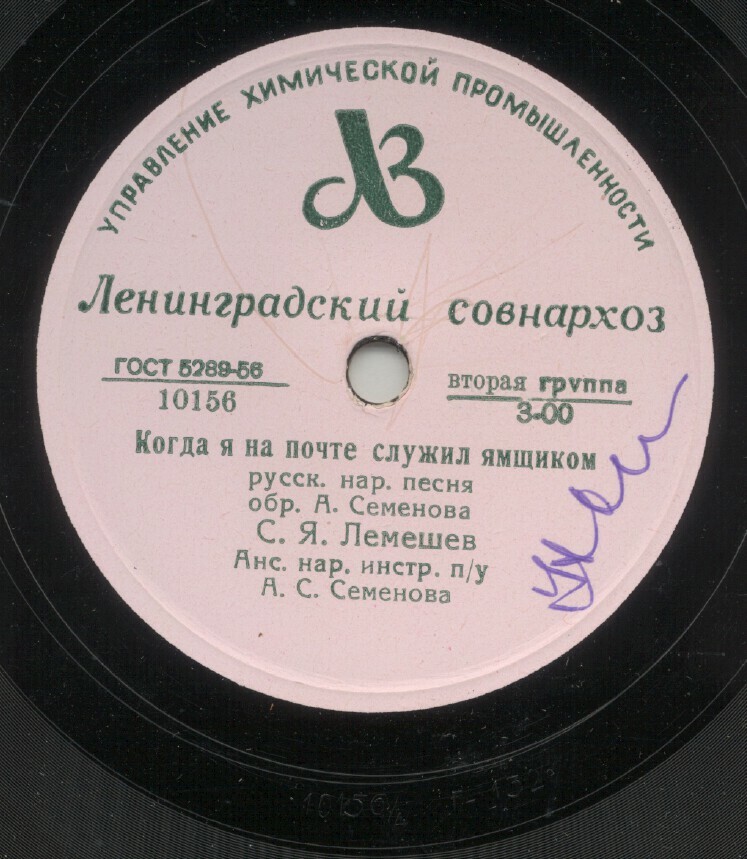 УПРАВЛЕНИЕ ХИМИЧЕСКОЙ ПРОМЫШЛЕННОСТИ
ЛЗ
Ленинградский совнархоз
ГОСТ 5289-56
10156
вторая группа
3-00
Когда я на почте служил ямщиком
русск. нар. песня
обр. А. Семенова
С. Я. Лемешев
Анс. нар. инстр. п/у
А. С. Семенова